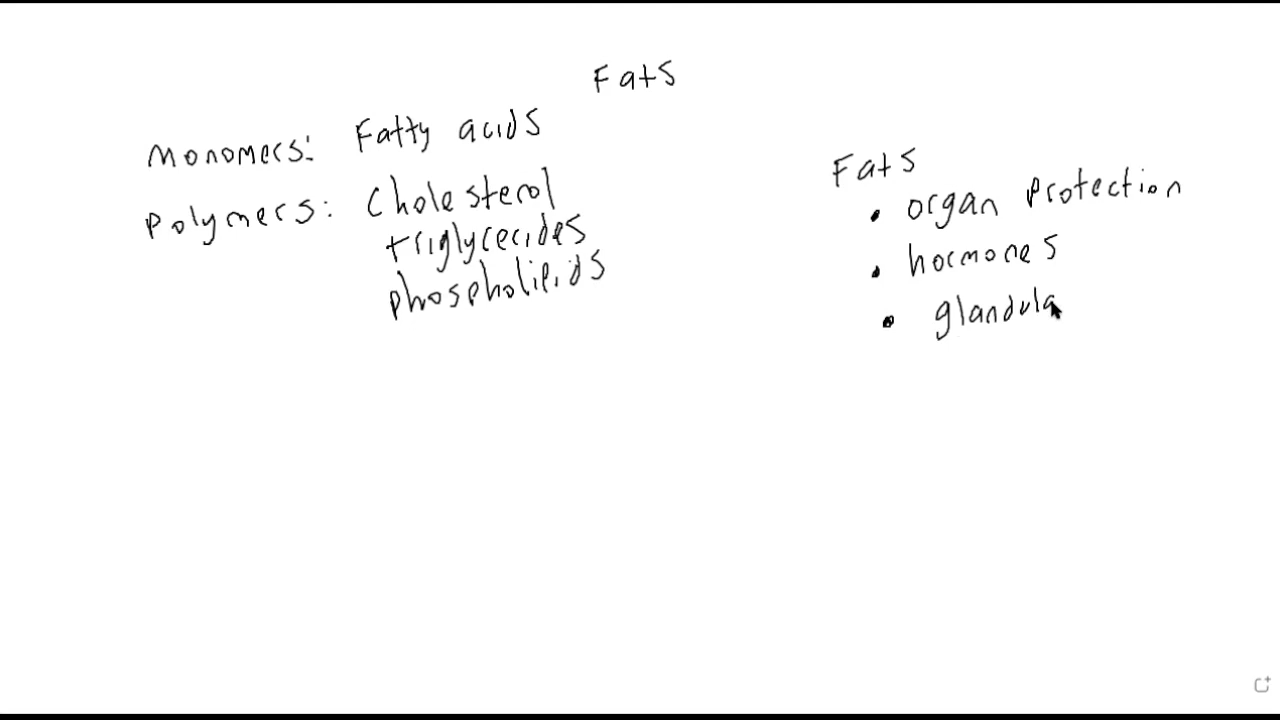 Fats
Monomers: Fatty acids
Polymers: Cholesterol
triglycerides
phospholipids
Fats
• organ protection
• hormones
• glandula